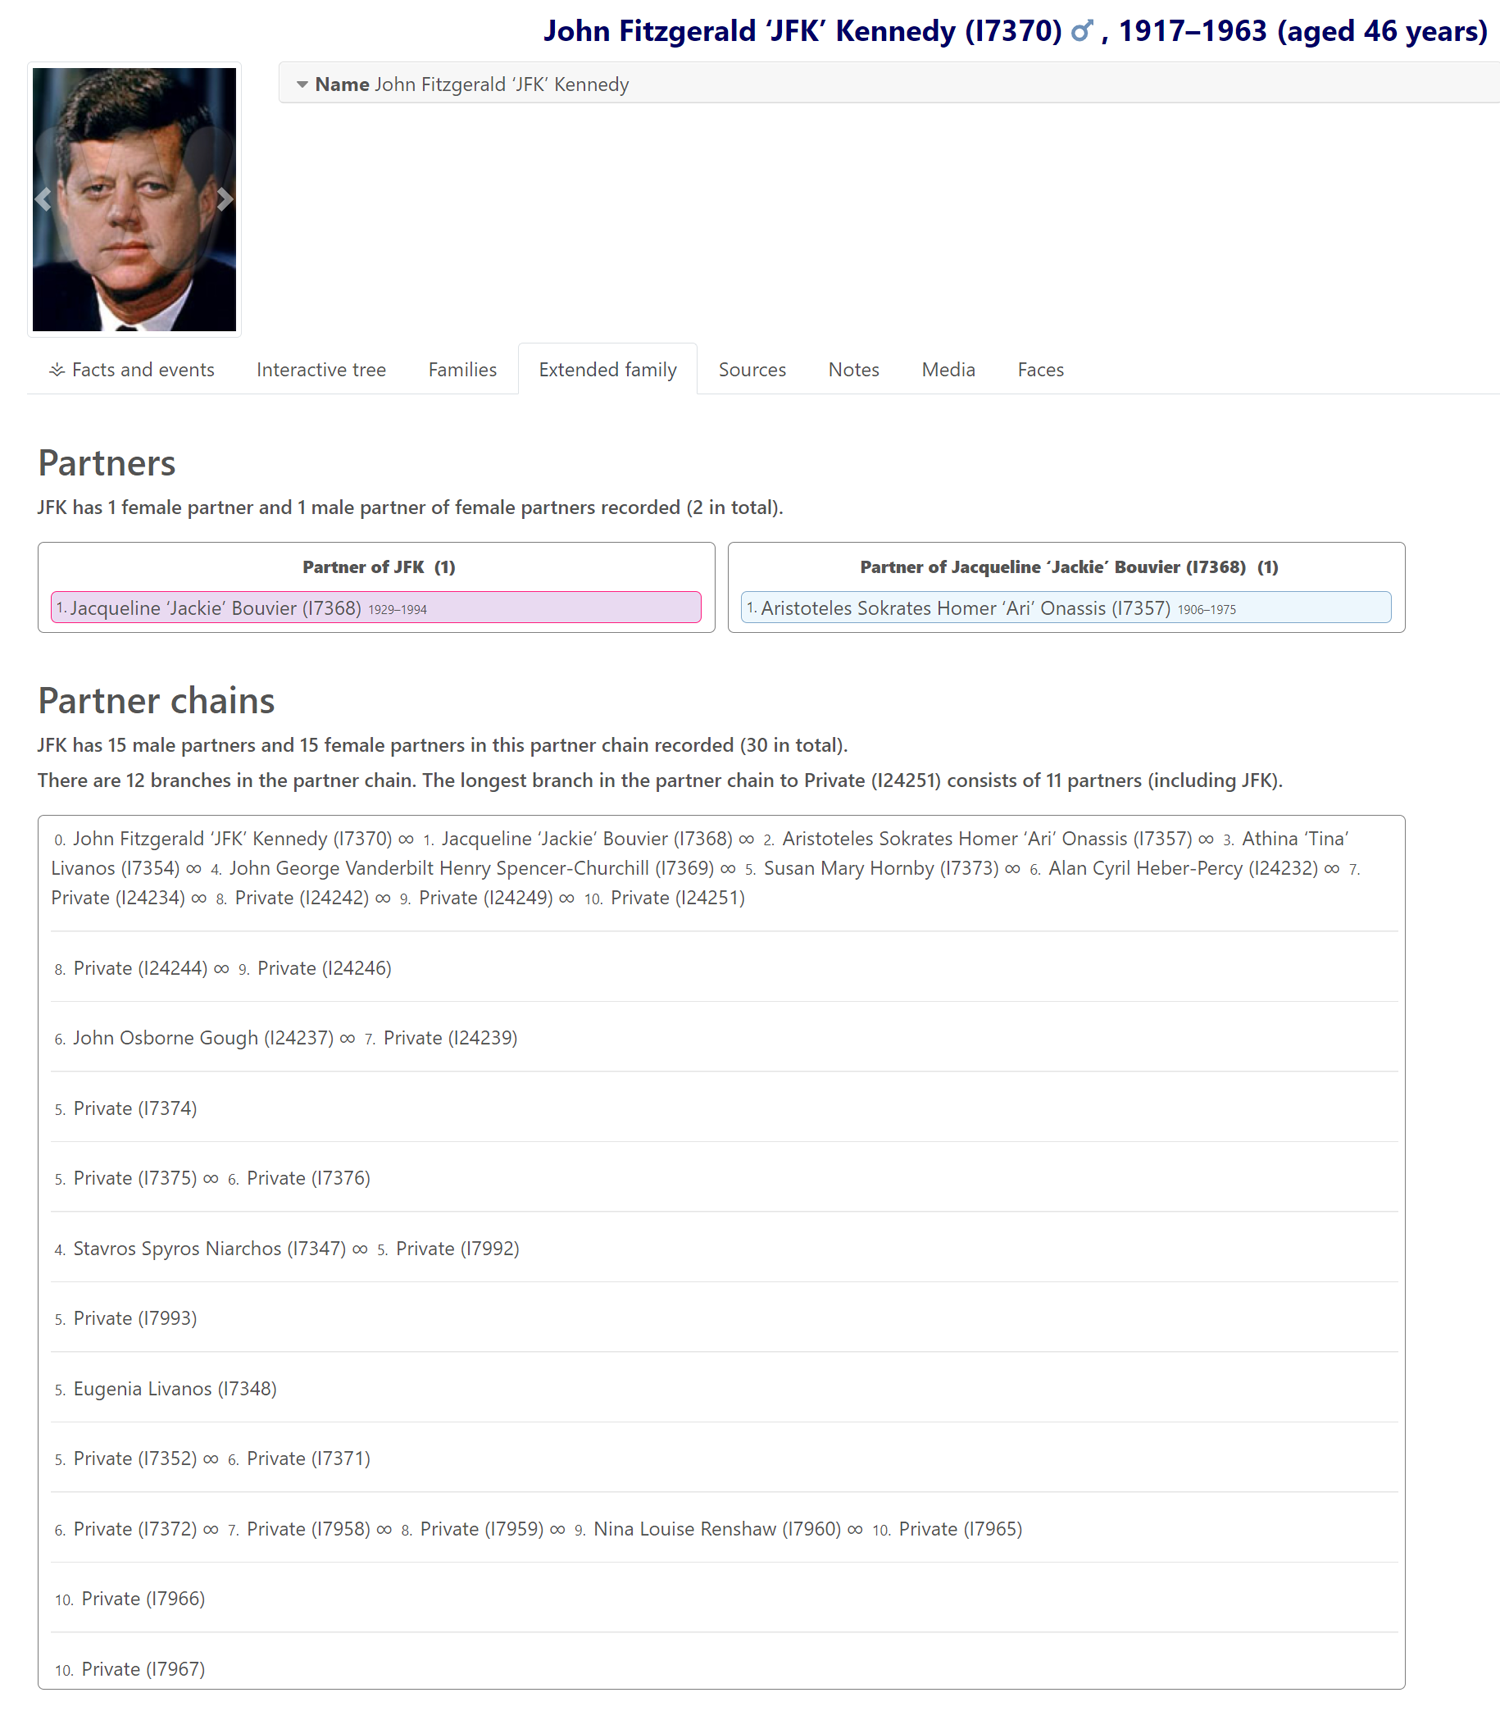 John Fitzgerald ‘JFK’ Kennedy (I7370) ♂ , 1917–1963 (aged 46 years)
Name John Fitzgerald ‘JFK’ Kennedy
Facts and events Interactive tree Families Extended family Sources Notes Media Faces
Partners
JFK has 1 female partner and 1 male partner of female partners recorded (2 in total).
Partner of JFK (1)
1. Jacqueline ‘Jackie’ Bouvier (I7368) 1929–1994
Partner of Jacqueline ‘Jackie’ Bouvier (I7368) (1)
1. Aristoteles Sokrates Homer ‘Ari’ Onassis (I7357) 1906–1975
Partner chains
JFK has 15 male partners and 15 female partners in this partner chain recorded (30 in total).
There are 12 branches in the partner chain. The longest branch in the partner chain to Private (I24251) consists of 11 partners (including JFK).
0. John Fitzgerald ‘JFK’ Kennedy (I7370) ∞ 1. Jacqueline ‘Jackie’ Bouvier (I7368) ∞ 2. Aristoteles Sokrates Homer ‘Ari’ Onassis (I7357) ∞ 3. Athina ‘Tina’
Livanos (I7354) ∞ 4. John George Vanderbilt Henry Spencer-Churchill (I7369) ∞ 5. Susan Mary Hornby (I7373) ∞ 6. Alan Cyril Heber-Percy (I24232) ∞ 7.
Private (I24234) ∞ 8. Private (I24242) ∞ 9. Private (I24249) ∞ 10. Private (I24251)
8. Private (I24244) ∞ 9. Private (I24246)
6. John Osborne Gough (I24237) ∞ 7. Private (I24239)
5. Private (I7374)
5. Private (I7375) ∞ 6. Private (I7376)
4. Stavros Spyros Niarchos (I7347) ∞ 5. Private (I7992)
5. Private (I7993)
5. Eugenia Livanos (I7348)
5. Private (I7352) ∞ 6. Private (I7371)
6. Private (I7372) ∞ 7. Private (I7958) ∞ 8. Private (I7959) ∞ 9. Nina Louise Renshaw (I7960) ∞ 10. Private (I7965)
10. Private (I7966)
10. Private (I7967)